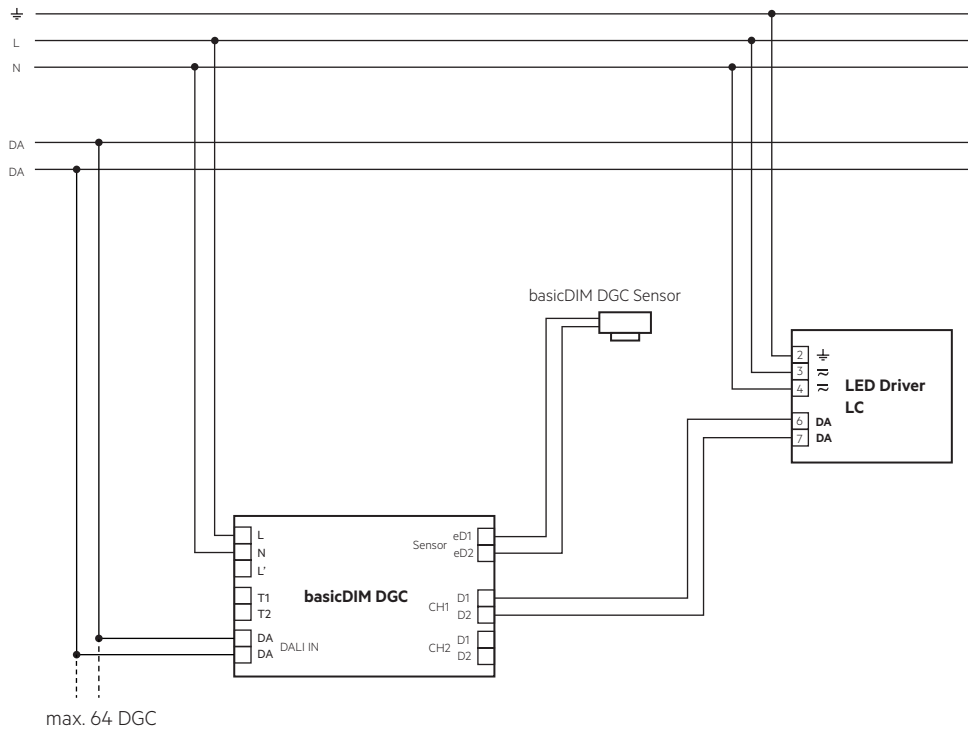 L
N
DA
DA
basicDIM DGC Sensor
2
3
4
LED Driver
LC
6 DA
7 DA
L
N
L'
T1
T2
DA
DA
DALI IN
basicDIM DGC
Sensor
eD1
eD2
CH1
D1
D2
CH2
D1
D2
max. 64 DGC